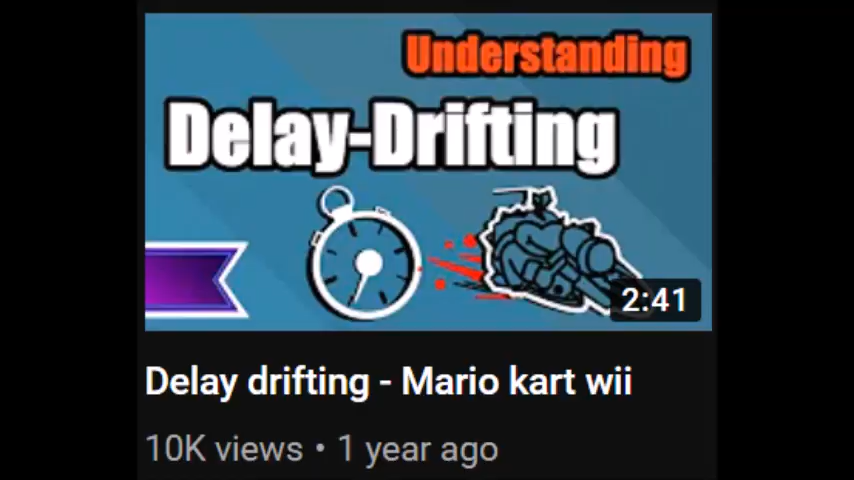 Understanding
Delay-Drifting
2:41
Delay drifting - Mario kart wii
10K views • 1 year ago